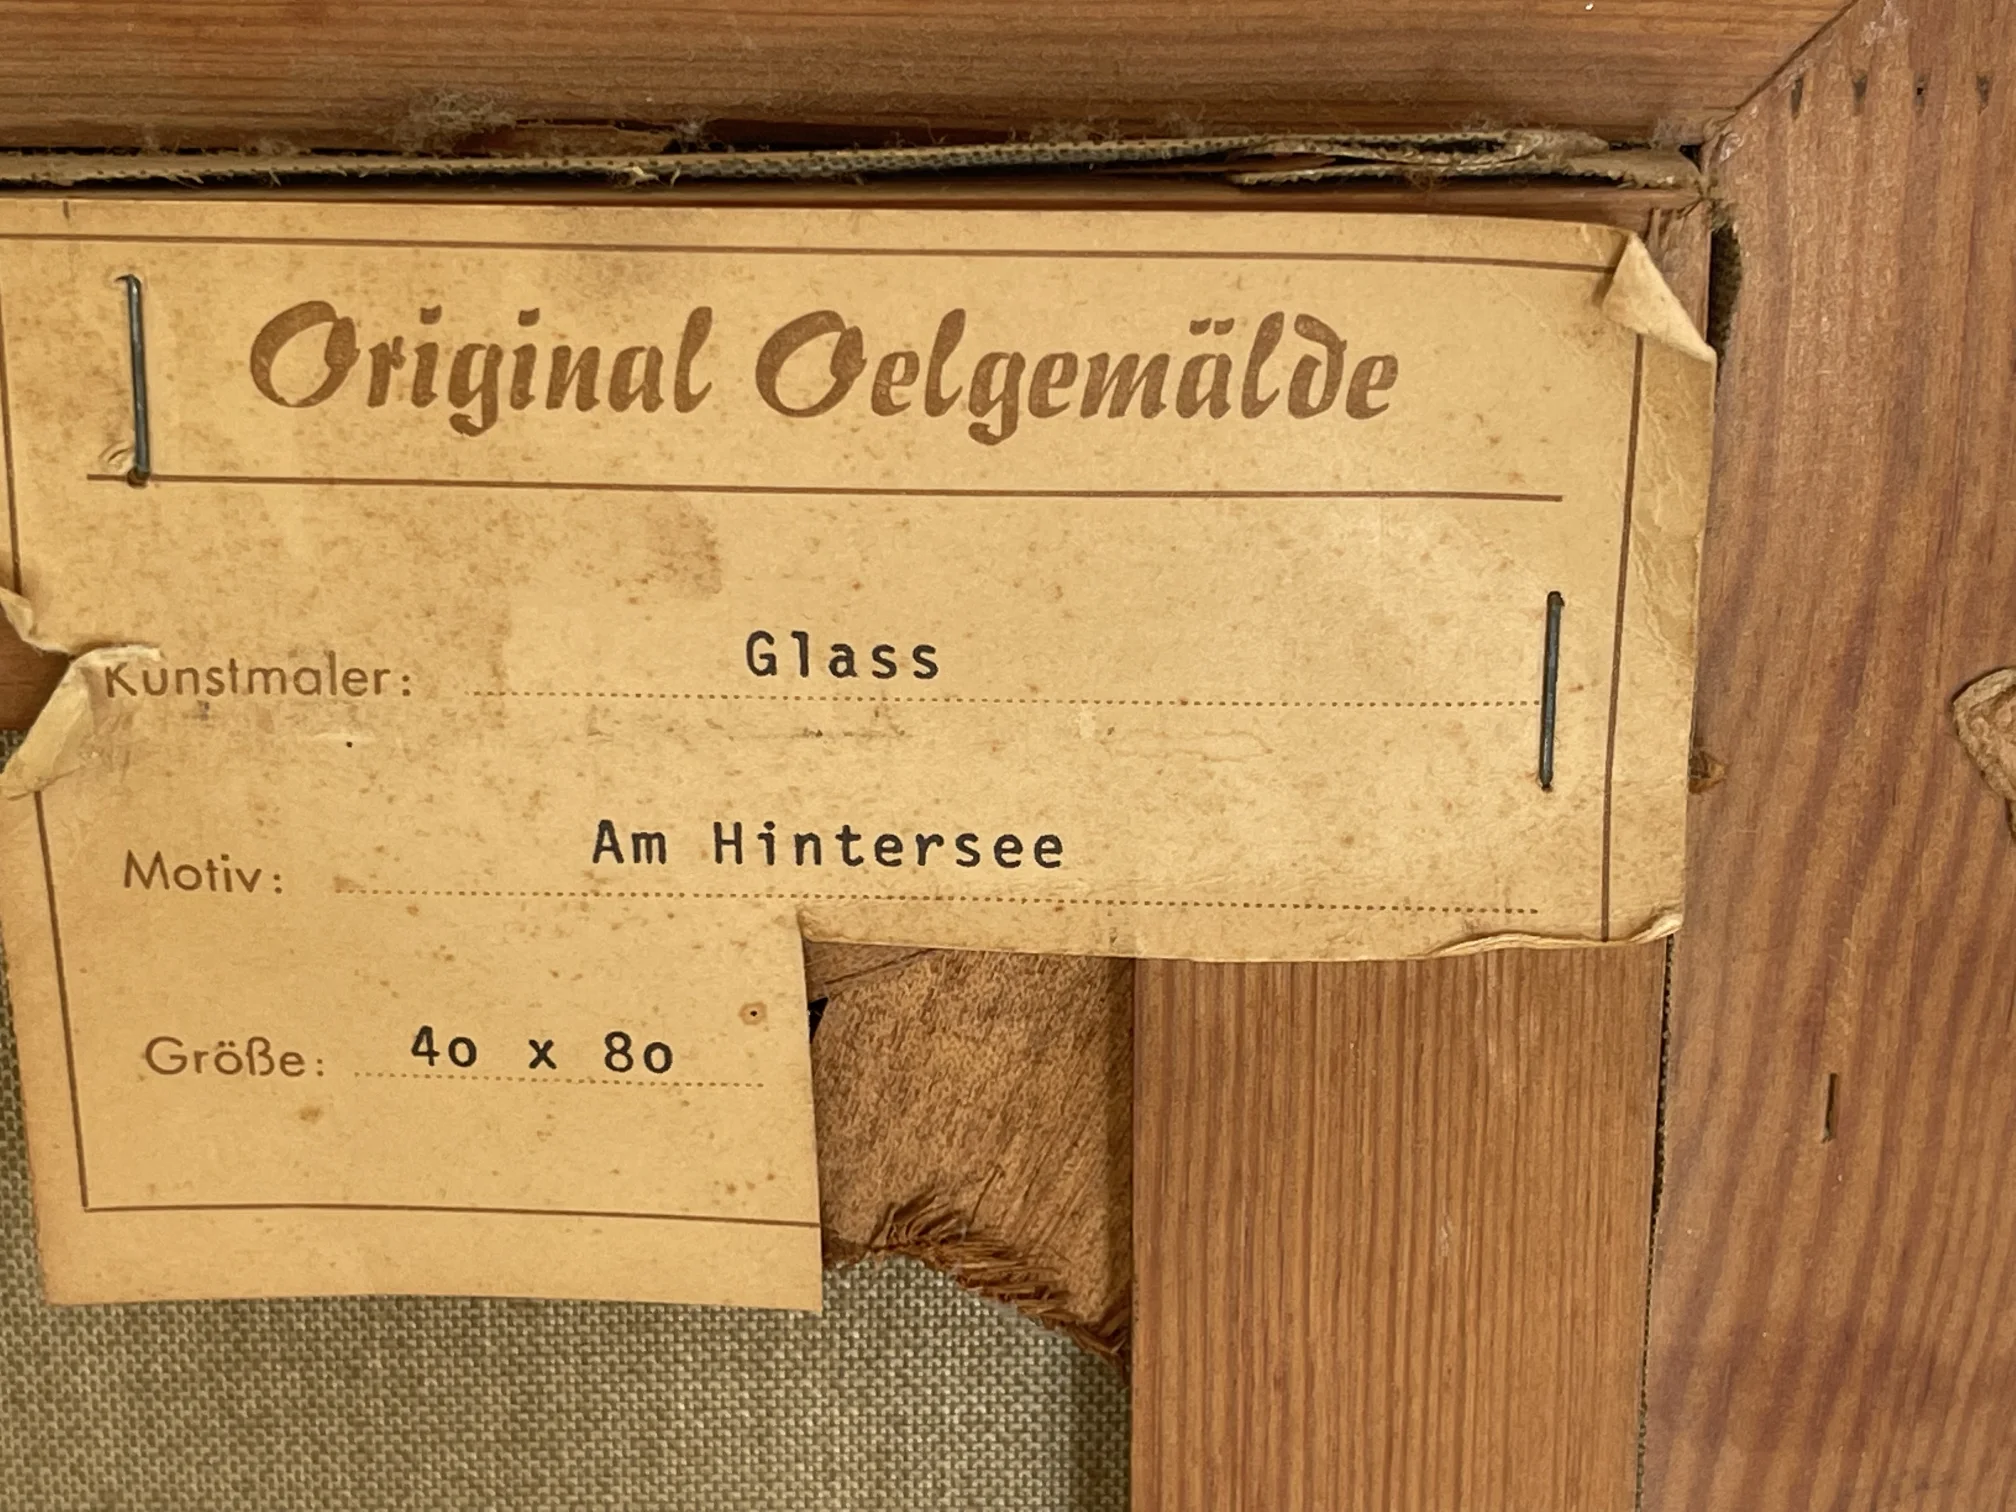 Original Oelgemälde
Kunstmaler: Glass
Motiv: Am Hintersee
Größe: 4o x 8o